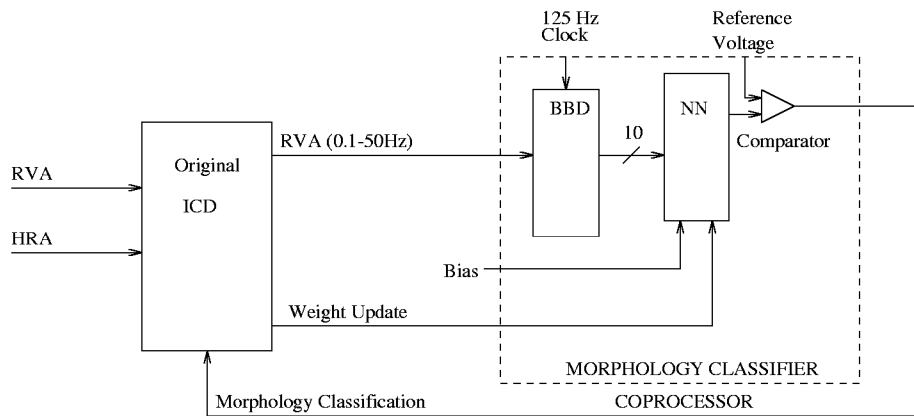 125 Hz
Clock
Reference
Voltage
BBD
NN
10
Comparator
RVA (0.1-50Hz)
Original
ICD
RVA
HRA
Bias
Weight Update
MORPHOLOGY CLASSIFIER
Morphology Classification
COPROCESSOR